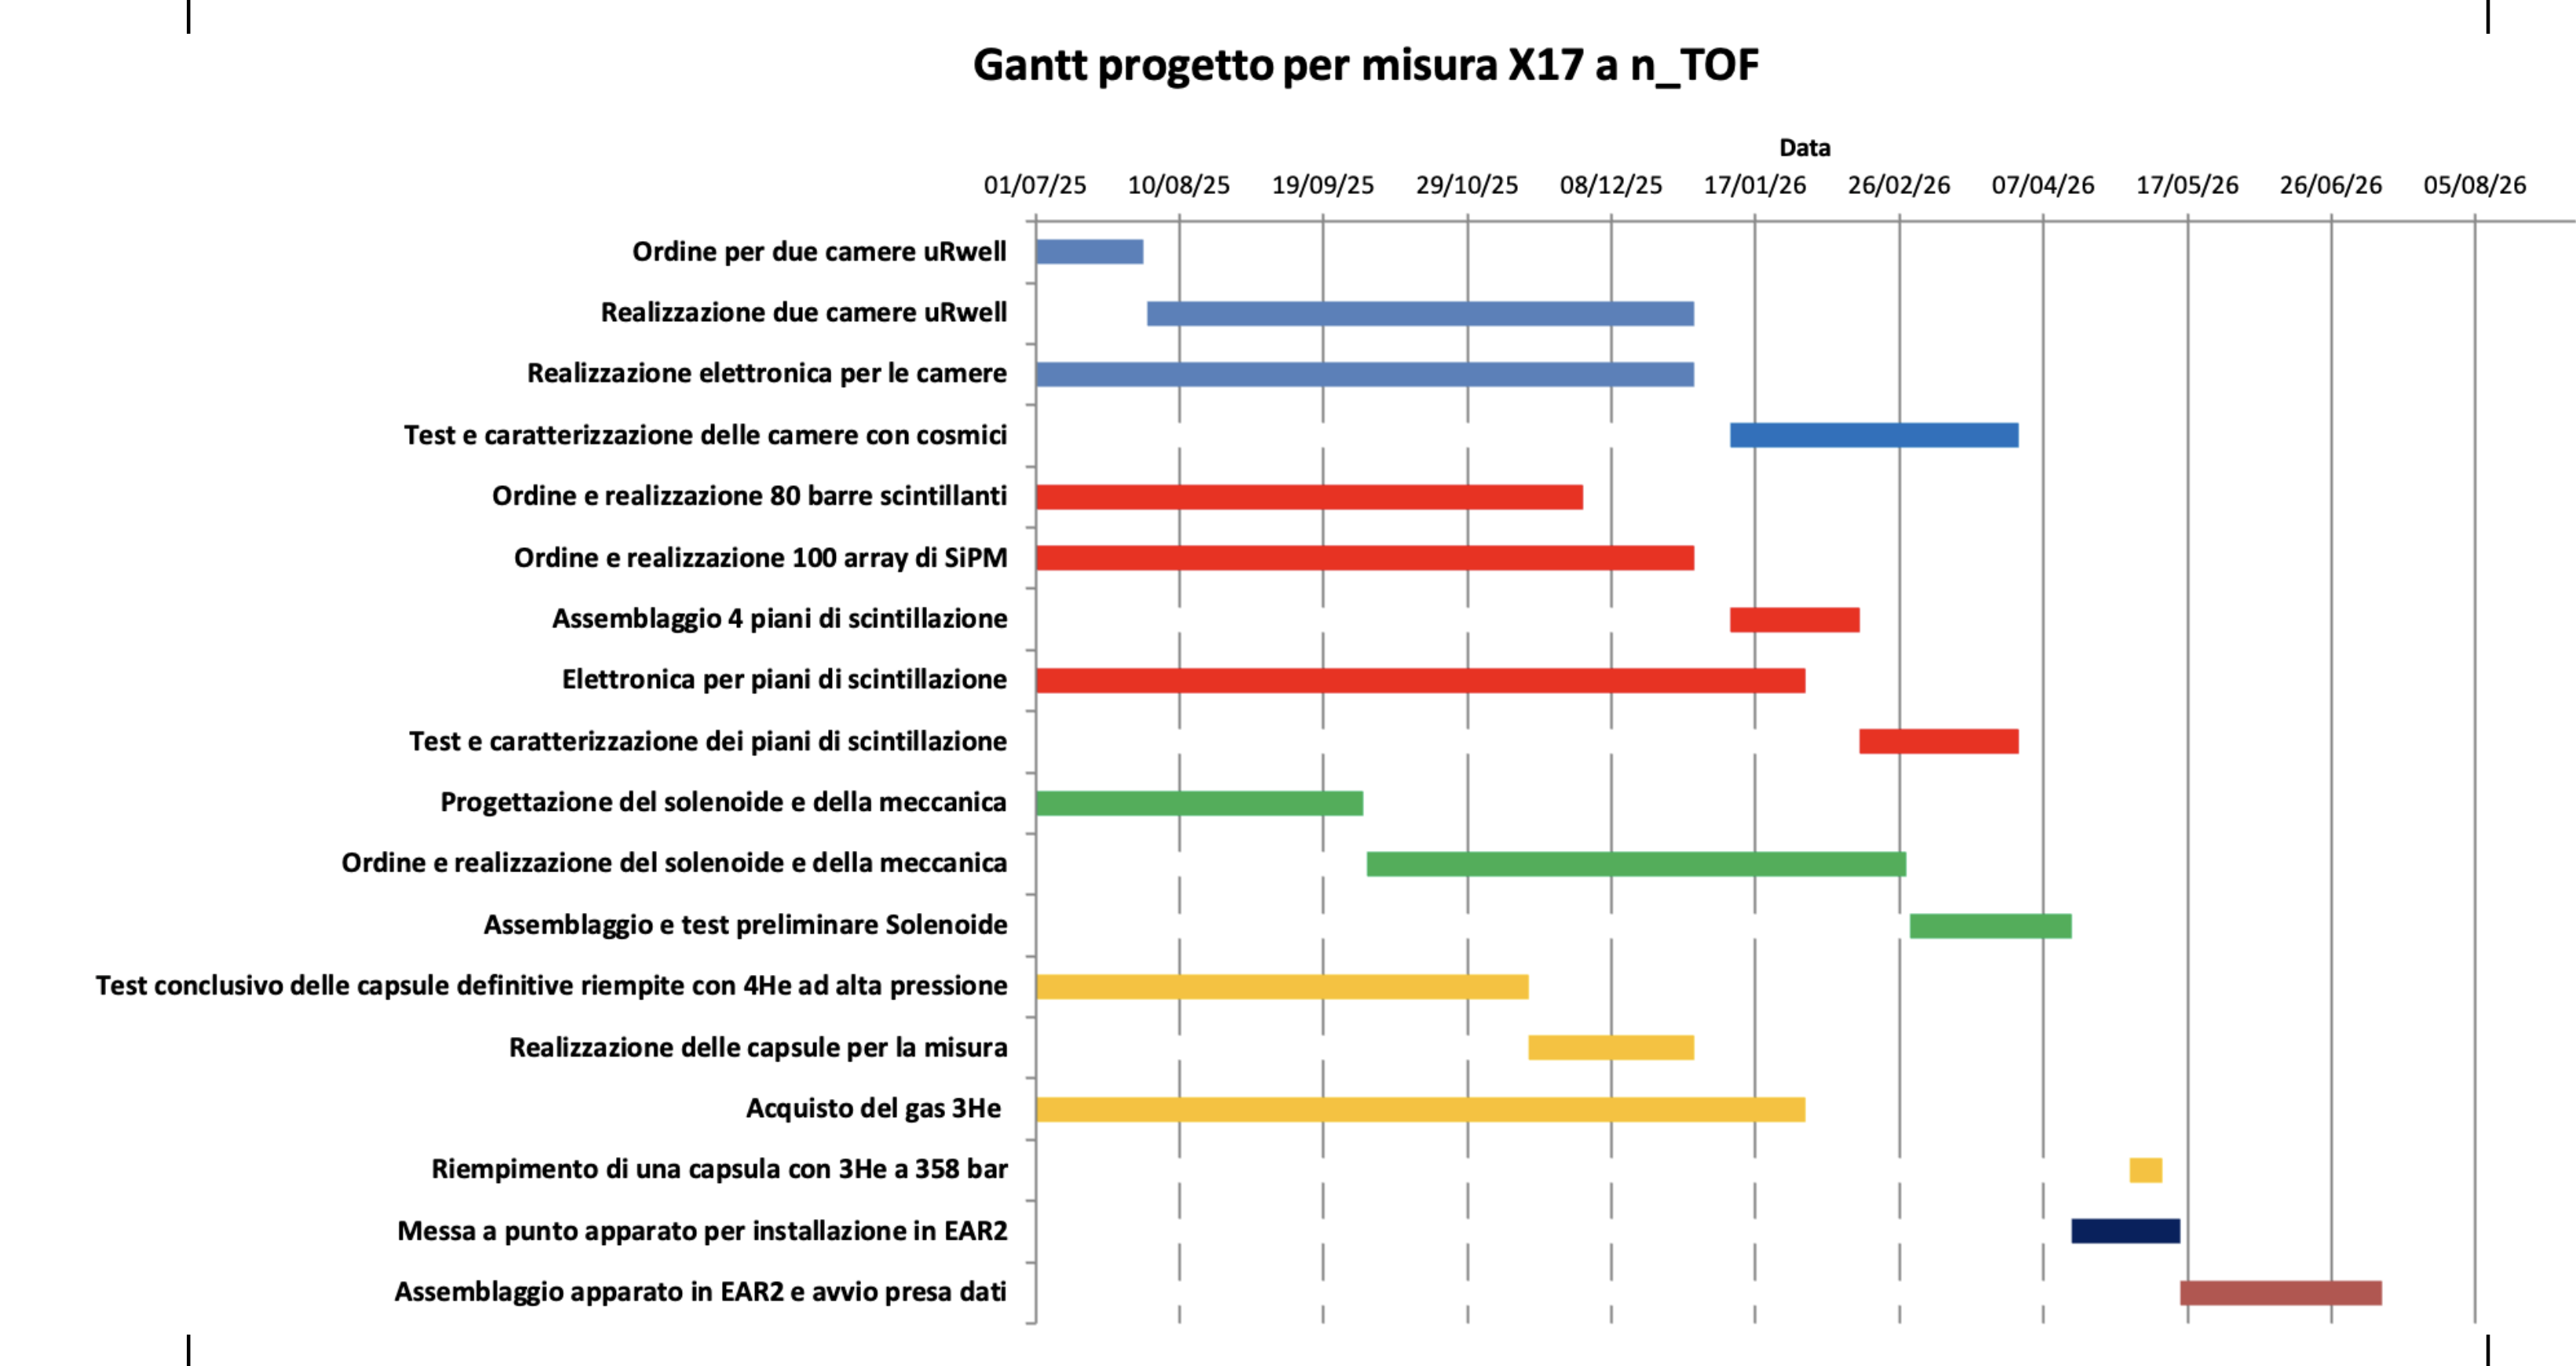 Gantt progetto per misura X17 a n_TOF
Data
01/07/25 10/08/25 19/09/25 29/10/25 08/12/25 17/01/26 26/02/26 07/04/26 17/05/26 26/06/26 05/08/26
Ordine per due camere uRwell
Realizzazione due camere uRwell
Realizzazione elettronica per le camere
Test e caratterizzazione delle camere con cosmici
Ordine e realizzazione 80 barre scintillanti
Ordine e realizzazione 100 array di SiPM
Assemblaggio 4 piani di scintillazione
Elettronica per piani di scintillazione
Test e caratterizzazione dei piani di scintillazione
Progettazione del solenoide e della meccanica
Ordine e realizzazione del solenoide e della meccanica
Assemblaggio e test preliminare Solenoide
Test conclusivo delle capsule definitive riempite con 4He ad alta pressione
Realizzazione delle capsule per la misura
Acquisto del gas 3He
Riempimento di una capsula con 3He a 358 bar
Messa a punto apparato per installazione in EAR2
Assemblaggio apparato in EAR2 e avvio presa dati